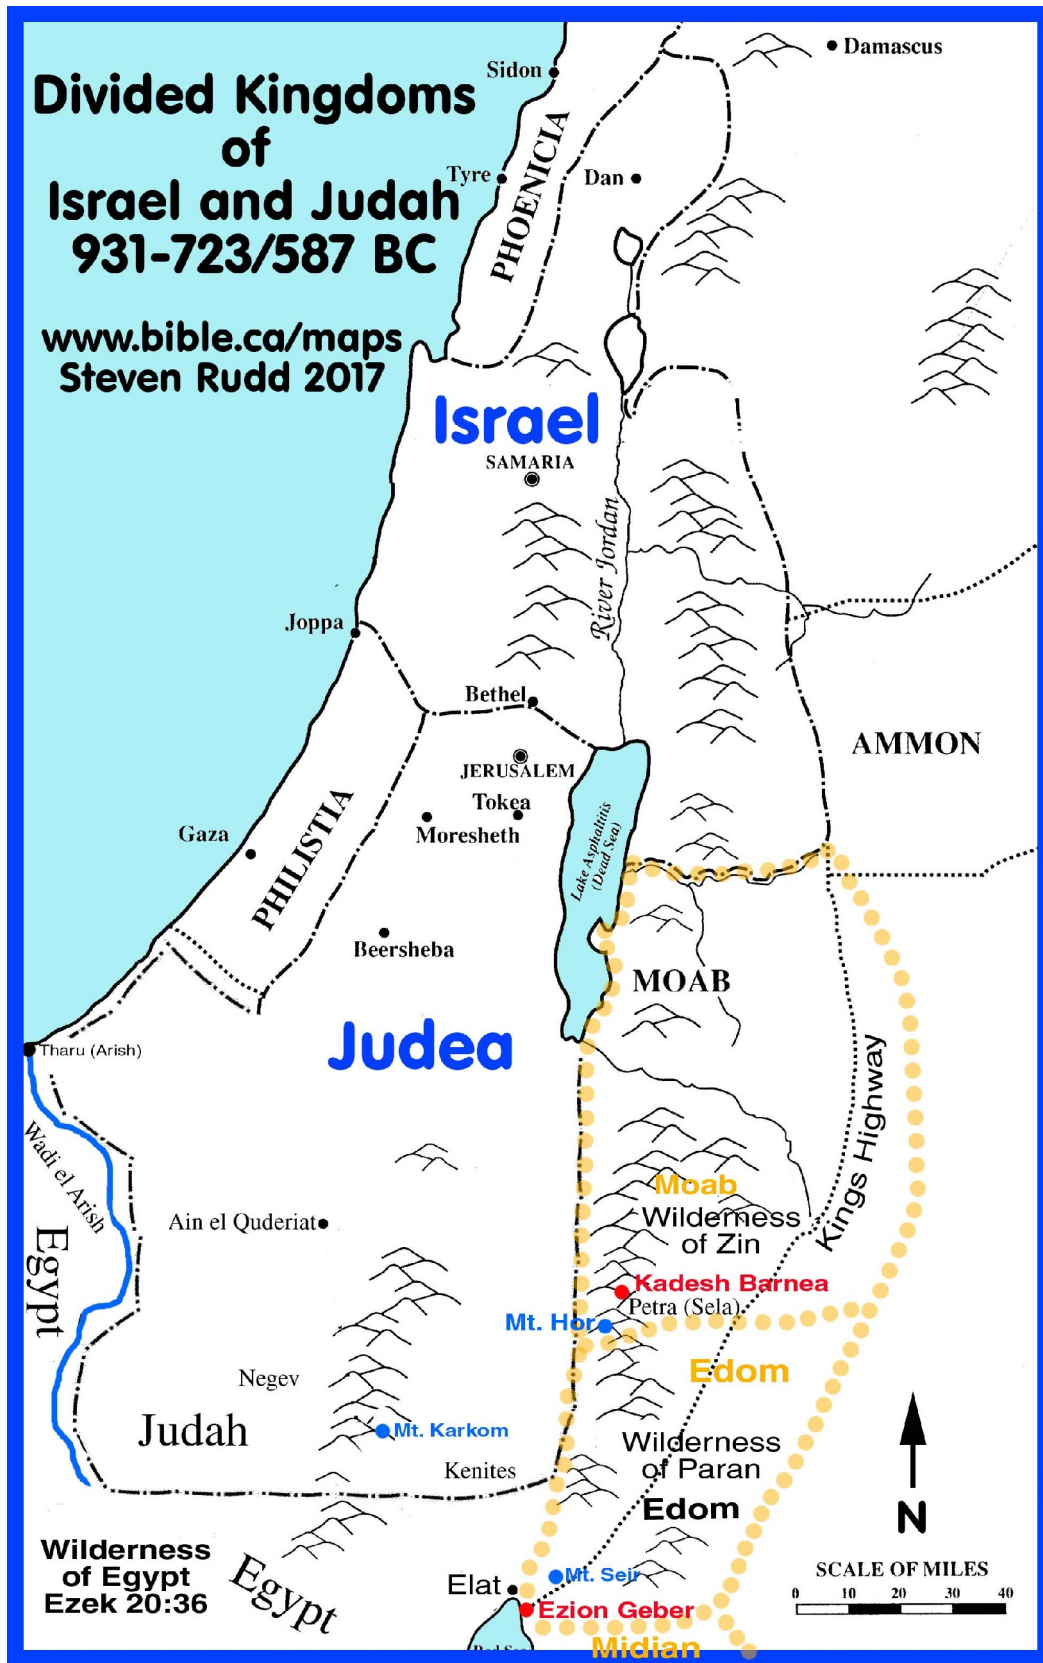 Divided Kingdoms
of
Israel and Judah
931-723/587 BC
www.bible.ca/maps
Steven Rudd 2017
Damascus
Sidon
PHOENICIA
Tyre
Dan
Israel
SAMARIA
River Jordan
Joppa
Bethel
AMMON
JERUSALEM
Tokea
Moresheth
Lake Asphaltitis
(Dead Sea)
Gaza
PHILISTIA
Beersheba
MOAB
Judea
Tharu (Arish)
Kings Highway
Wadi el Arish
Moab
Wilderness
of Zin
Ain el Quderiat
Egypt
Kadesh Barnea
Petra (Sela)
Mt. Hor
Edom
Negev
Judah
Mt. Karkom
Wilderness
of Paran
Kenites
Edom
N
Wilderness
of Egypt
Ezek 20:36
Egypt
Elat
Mt. Seir
Ezion Geber
Midian
Red Sea
SCALE OF MILES
0 10 20 30 40